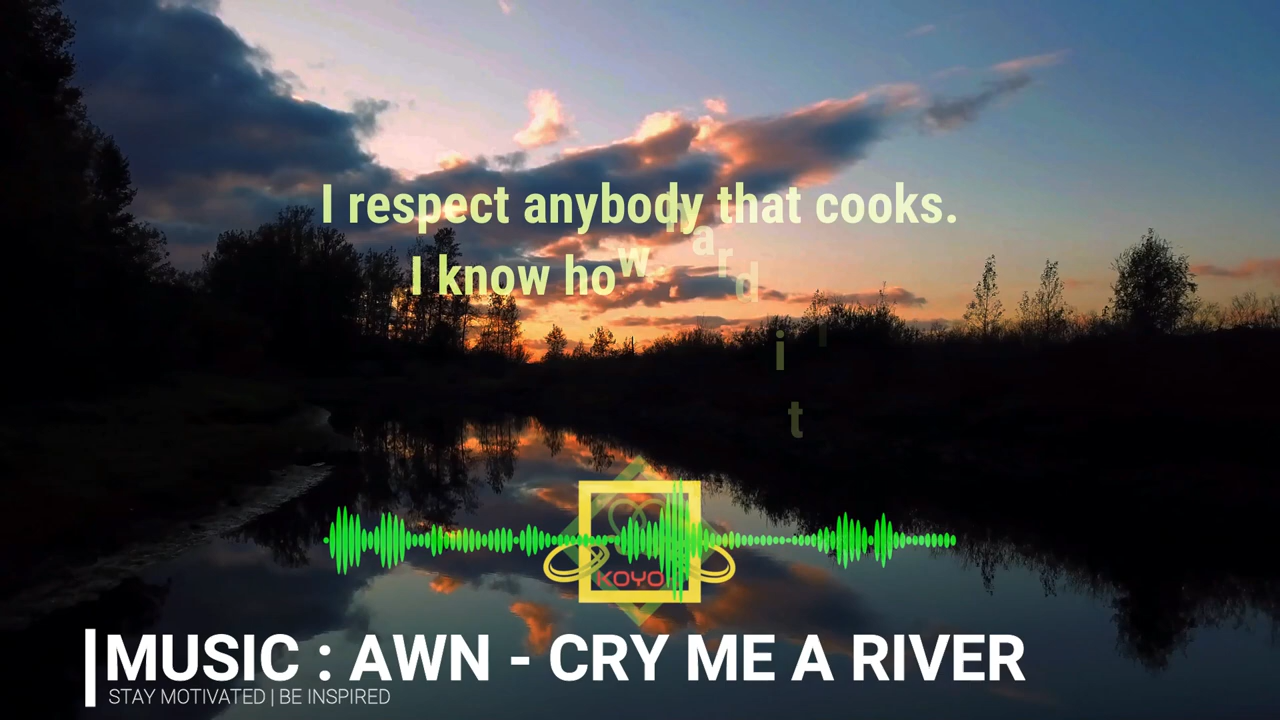 I respect anybody that cooks.
I know how hard it
KOYO
MUSIC : AWN - CRY ME A RIVER
STAY MOTIVATED | BE INSPIRED